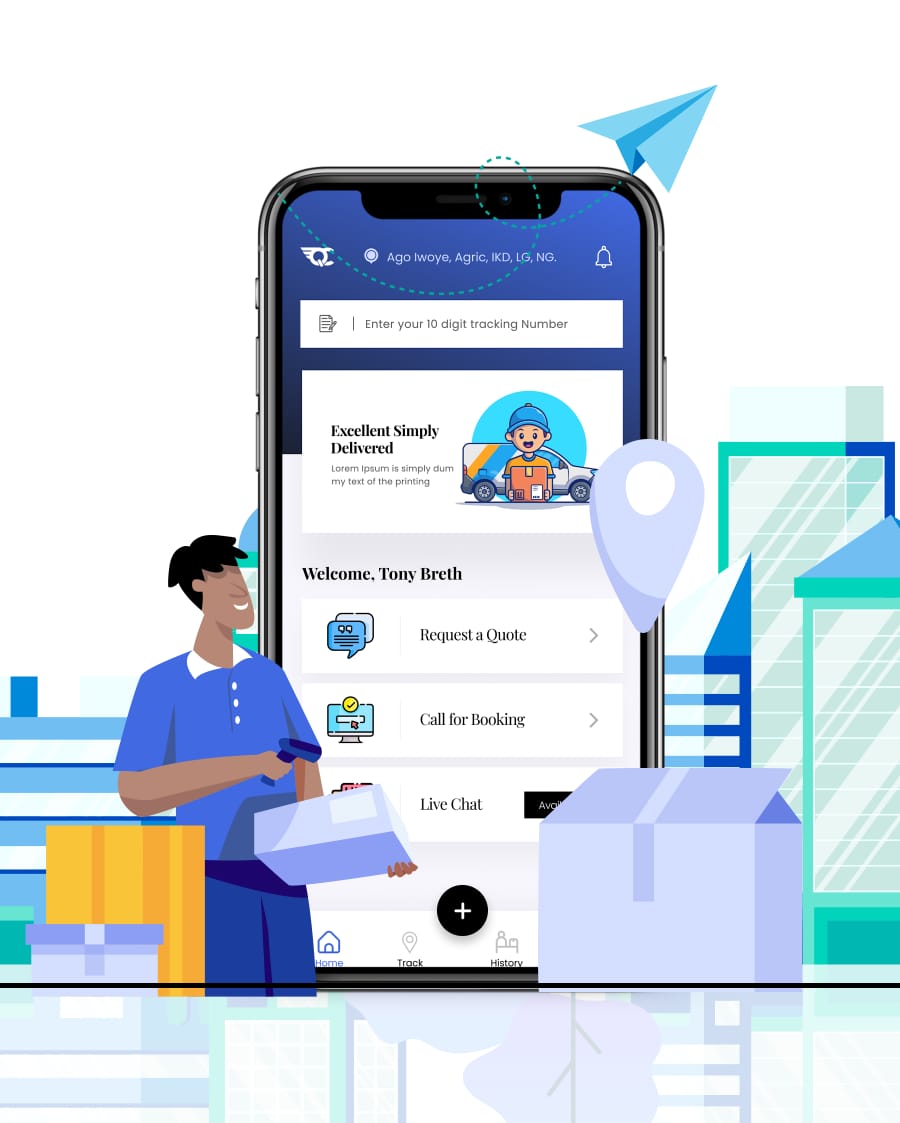 Ago Iwoye, Agric, IKD, LG, NG.
Enter your 10 digit tracking Number
Excellent Simply
Delivered
Lorem Ipsum is simply dum
my text of the printing
Welcome, Tony Breth
Request a Quote
Call for Booking
Live Chat
Home
Track
History